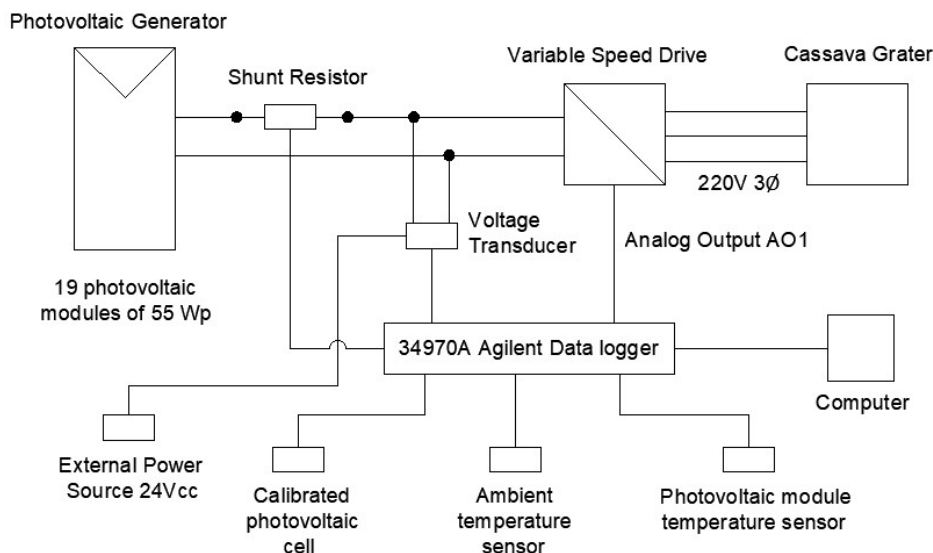 Photovoltaic Generator
Shunt Resistor
Variable Speed Drive
Cassava Grater
220V 3Ø
Voltage
Transducer
Analog Output AO1
19 photovoltaic
modules of 55 Wp
34970A Agilent Data logger
Computer
External Power
Source 24Vcc
Calibrated
photovoltaic
cell
Ambient
temperature
sensor
Photovoltaic module
temperature sensor